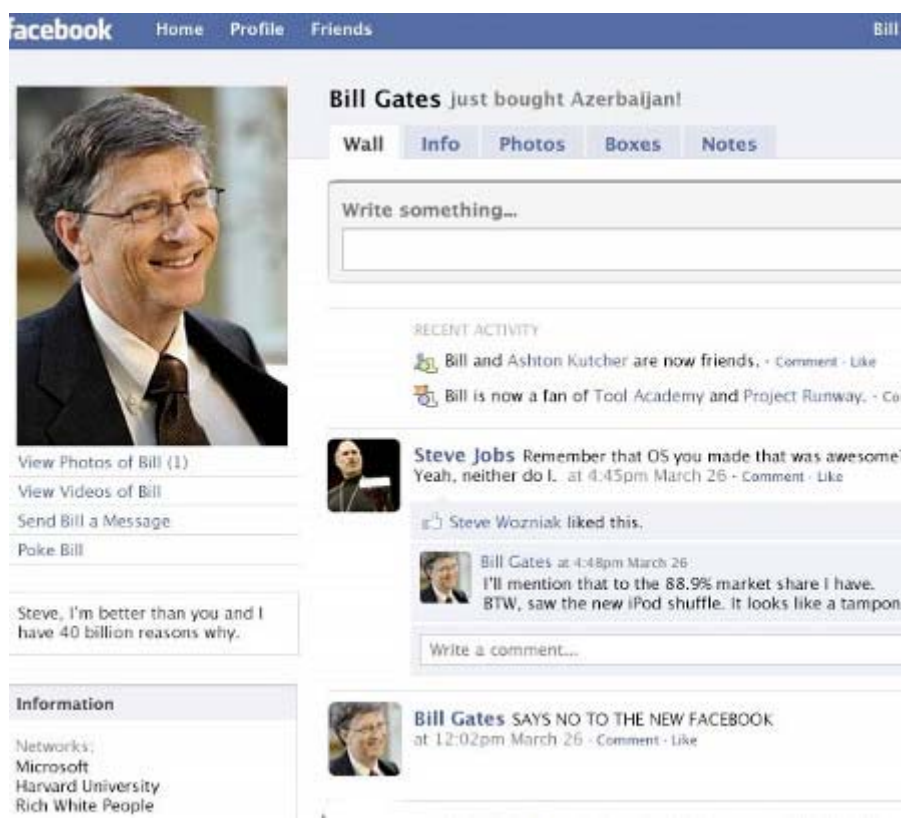 facebook Home Profile Friends Bill
Bill Gates just bought Azerbaijan!
Wall Info Photos Boxes Notes
Write something...
RECENT ACTIVITY
Bill and Ashton Kutcher are now friends. · Comment · Like
Bill is now a fan of Tool Academy and Project Runway. · Co
View Photos of Bill (1)
View Videos of Bill
Send Bill a Message
Poke Bill
Steve, I'm better than you and I
have 40 billion reasons why.
Information
Networks:
Microsoft
Harvard University
Rich White People
Steve Jobs Remember that OS you made that was awesome?
Yeah, neither do I. at 4:45pm March 26 · Comment · Like
Steve Wozniak liked this.
Bill Gates at 4:48pm March 26
I'll mention that to the 88.9% market share I have.
BTW, saw the new iPod shuffle. It looks like a tampon
Write a comment...
Bill Gates SAYS NO TO THE NEW FACEBOOK
at 12:02pm March 26 · Comment · Like